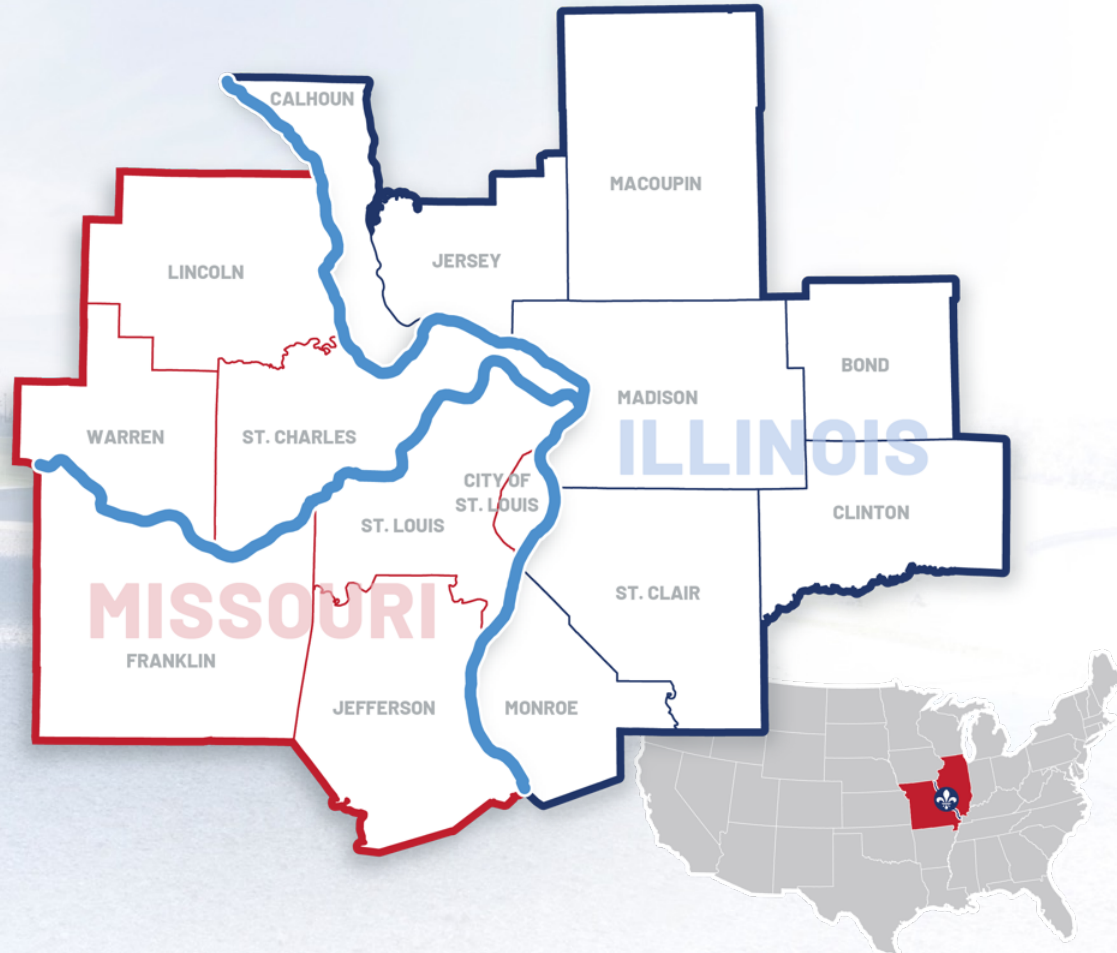 CALHOUN
MACOUPIN
JERSEY
LINCOLN
BOND
MADISON
WARREN
ST. CHARLES
ILLINOIS
CITY OF
ST. LOUIS
CLINTON
ST. LOUIS
ST. CLAIR
MISSOURI
FRANKLIN
JEFFERSON
MONROE